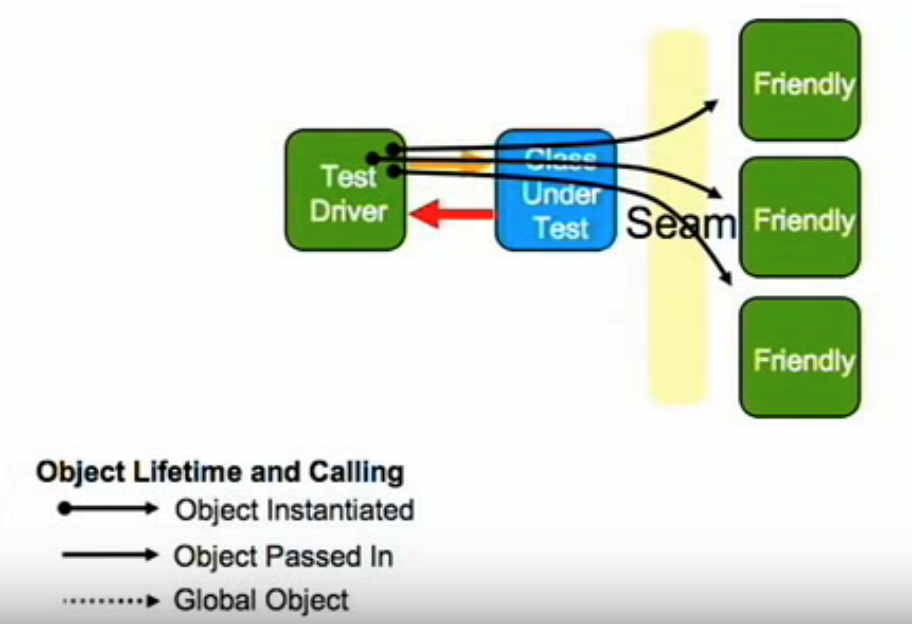 Friendly
Test
Driver
Class
Under
Test
Seam
Friendly
Friendly
Object Lifetime and Calling
Object Instantiated
Object Passed In
Global Object